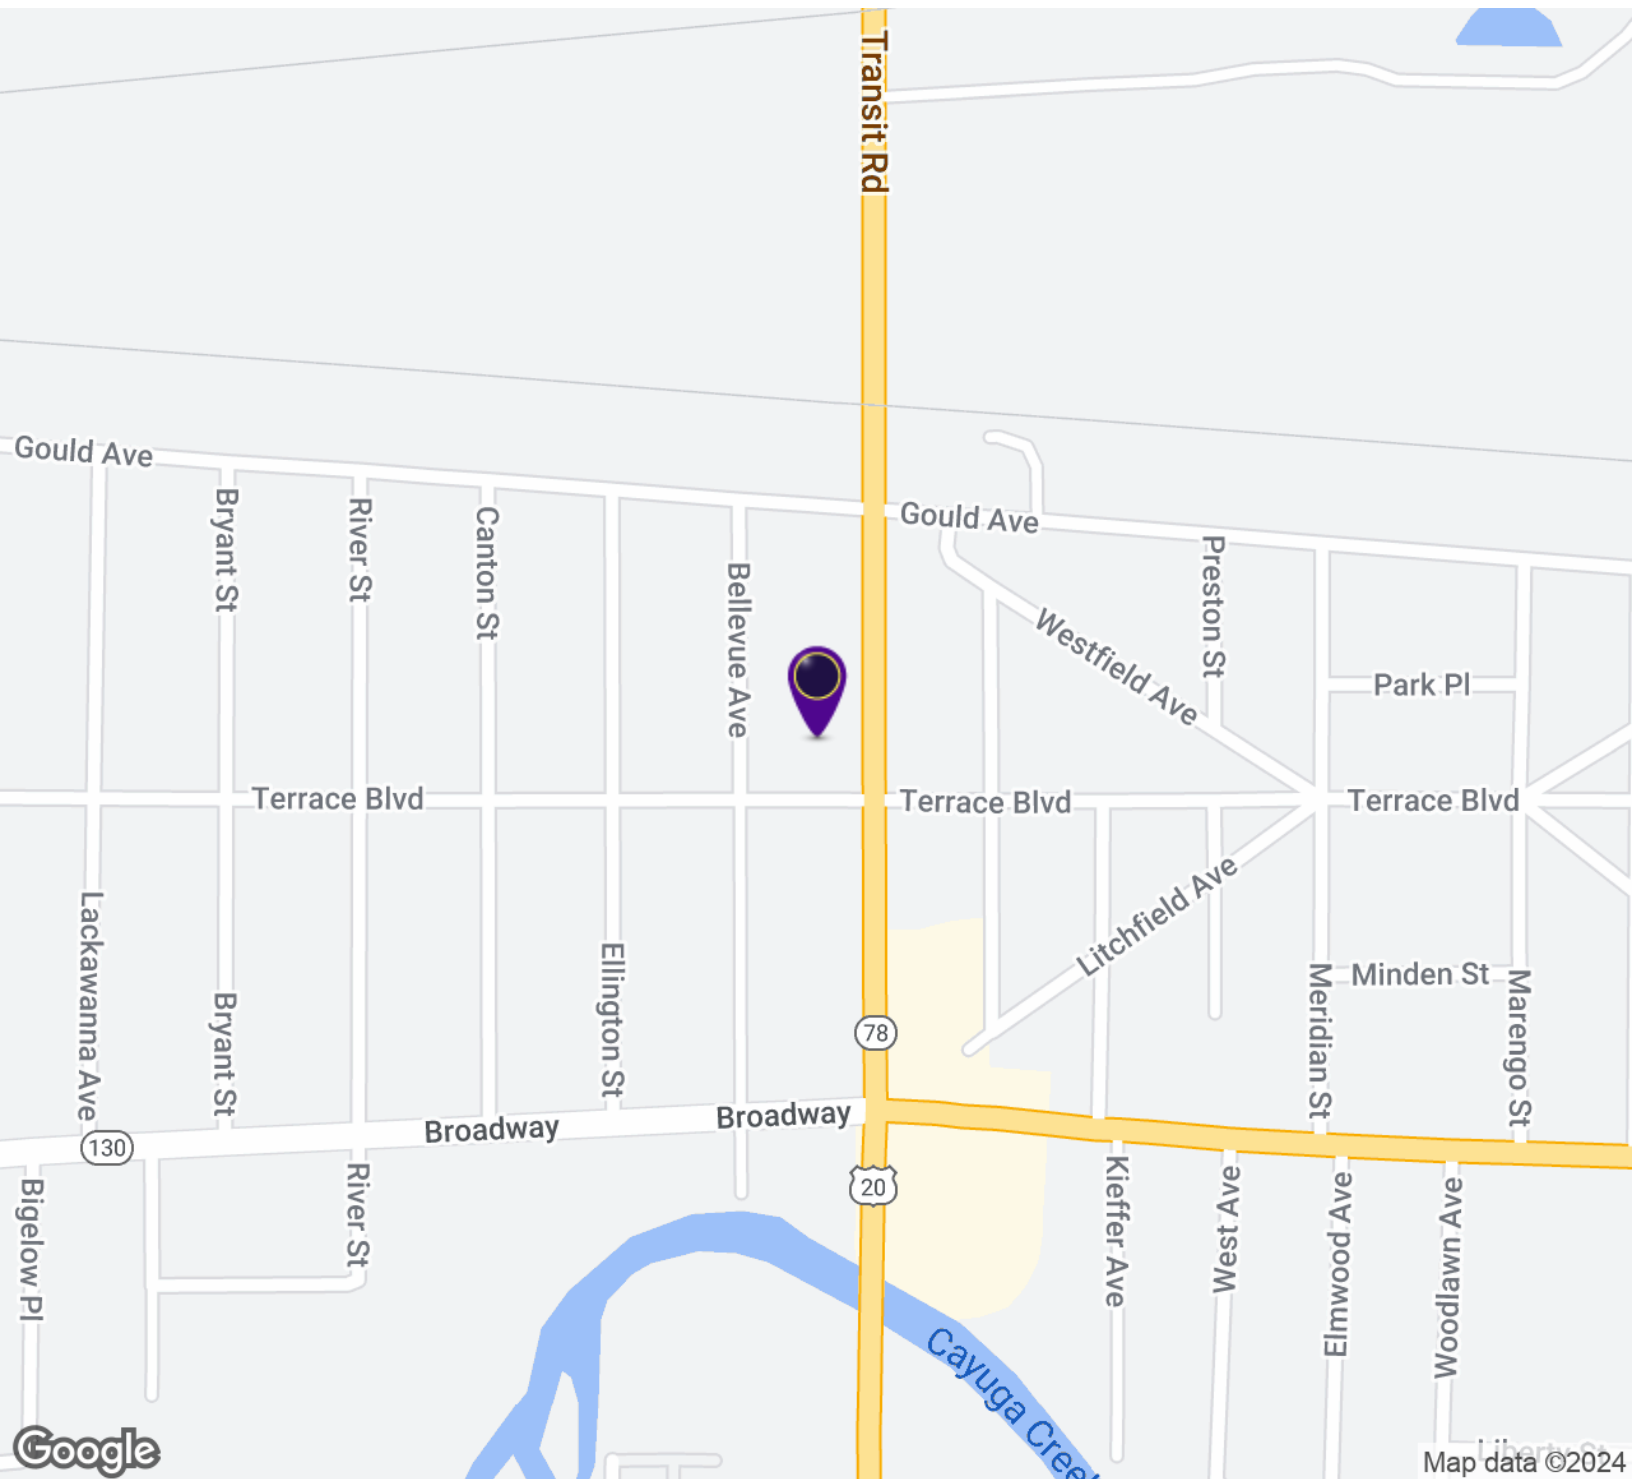 Transit Rd
Gould Ave
Gould Ave
Bryant St
River St
Canton St
Bellevue Ave
Preston St
Westfield Ave
Park Pl
Terrace Blvd
Terrace Blvd
Terrace Blvd
Litchfield Ave
Lackawanna Ave
Ellington St
Bryant St
Meridian St
Minden St
Marengo St
78
Broadway
Broadway
130
20
River St
Bigelow Pl
Kieffer Ave
West Ave
Elmwood Ave
Woodlawn Ave
Cayuga Creek
Liberty St
Google
Map data ©2024